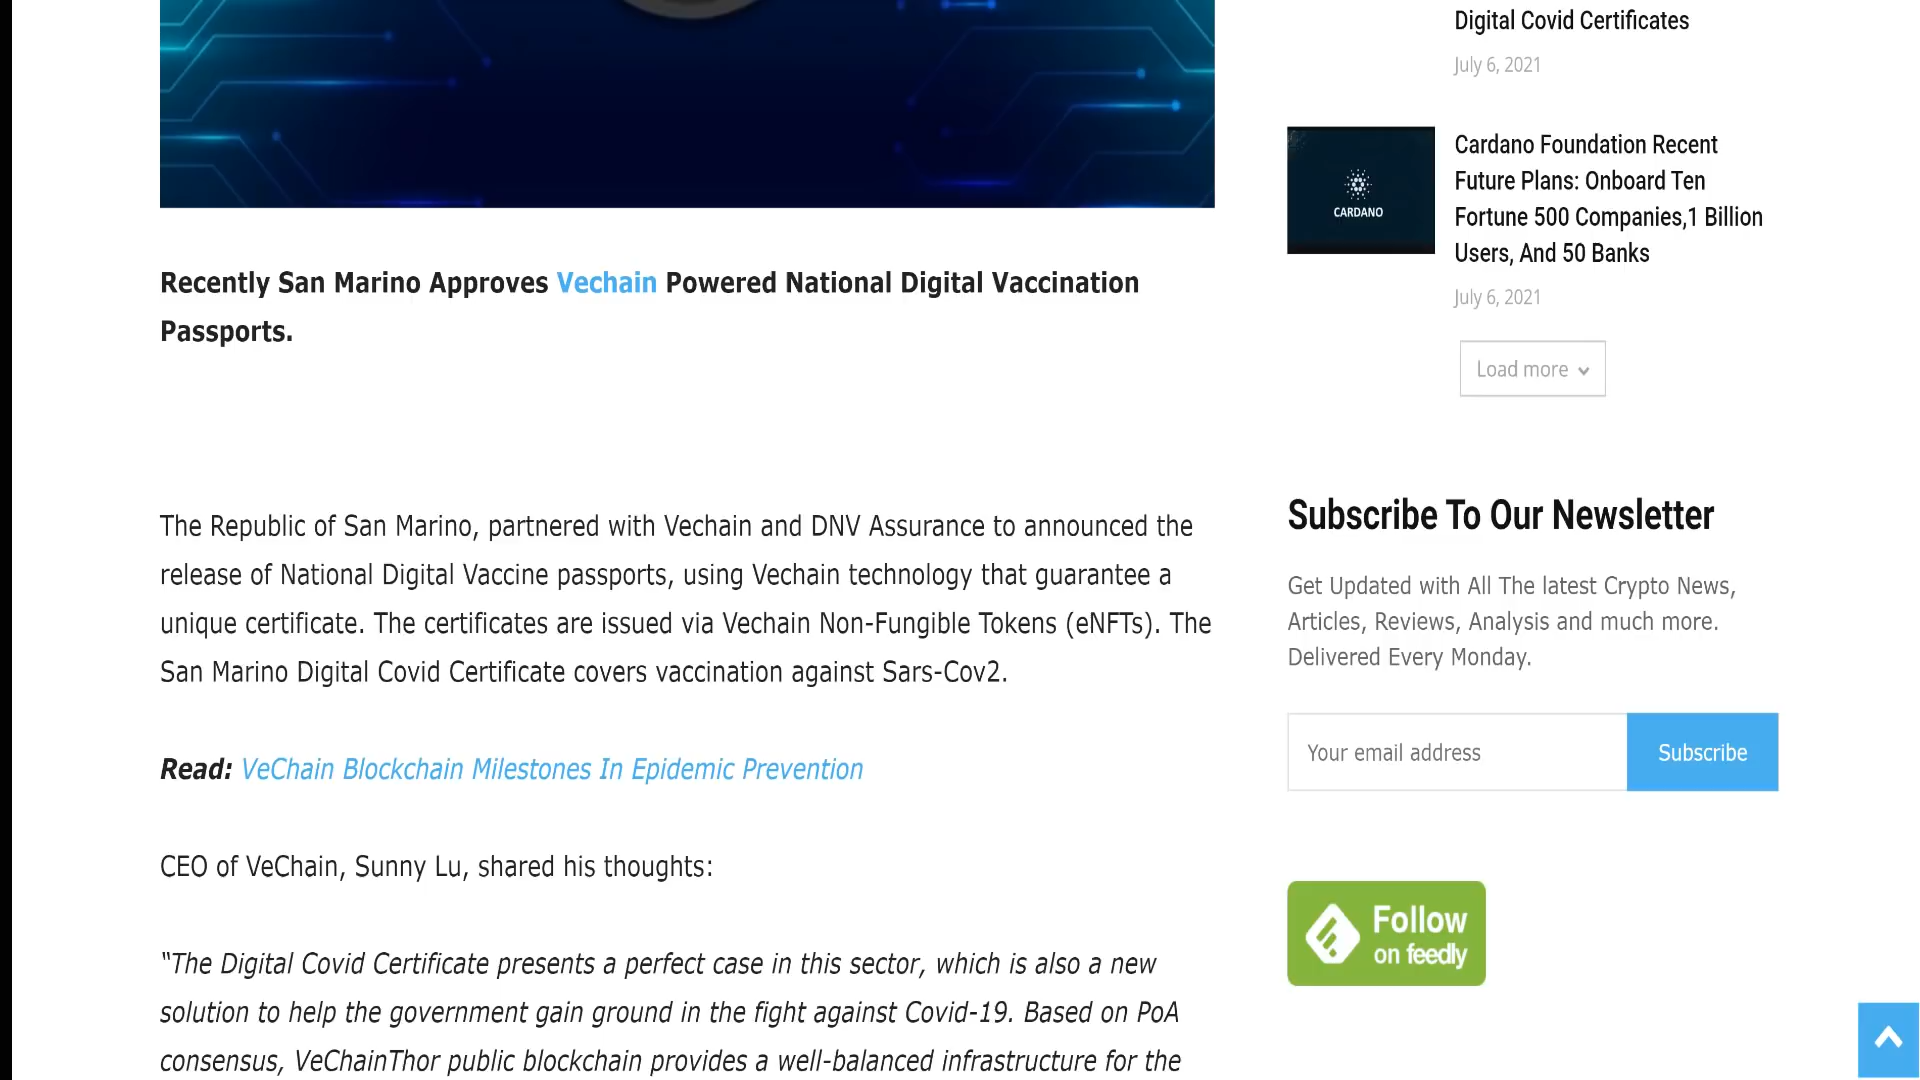 Recently San Marino Approves Vechain Powered National Digital Vaccination
Passports.
The Republic of San Marino, partnered with Vechain and DNV Assurance to announced the
release of National Digital Vaccine passports, using Vechain technology that guarantee a
unique certificate. The certificates are issued via Vechain Non-Fungible Tokens (eNFTs). The
San Marino Digital Covid Certificate covers vaccination against Sars-Cov2.
Read: VeChain Blockchain Milestones In Epidemic Prevention
CEO of VeChain, Sunny Lu, shared his thoughts:
“The Digital Covid Certificate presents a perfect case in this sector, which is also a new
solution to help the government gain ground in the fight against Covid-19. Based on PoA
consensus, VeChainThor public blockchain provides a well-balanced infrastructure for the
Digital Covid Certificates
July 6, 2021
CARDANO
Cardano Foundation Recent
Future Plans: Onboard Ten
Fortune 500 Companies,1 Billion
Users, And 50 Banks
July 6, 2021
Load more
Subscribe To Our Newsletter
Get Updated with All The latest Crypto News,
Articles, Reviews, Analysis and much more.
Delivered Every Monday.
Your email address
Subscribe
Follow
on feedly